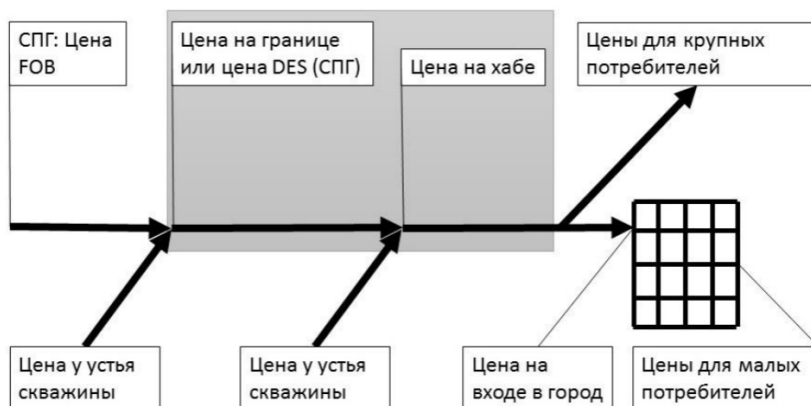 СПГ: Цена
FOB
Цена на границе
или цена DES (СПГ)
Цена на хабе
Цены для крупных
потребителей
Цена у устья
скважины
Цена у устья
скважины
Цена на
входе в город
Цены для малых
потребителей